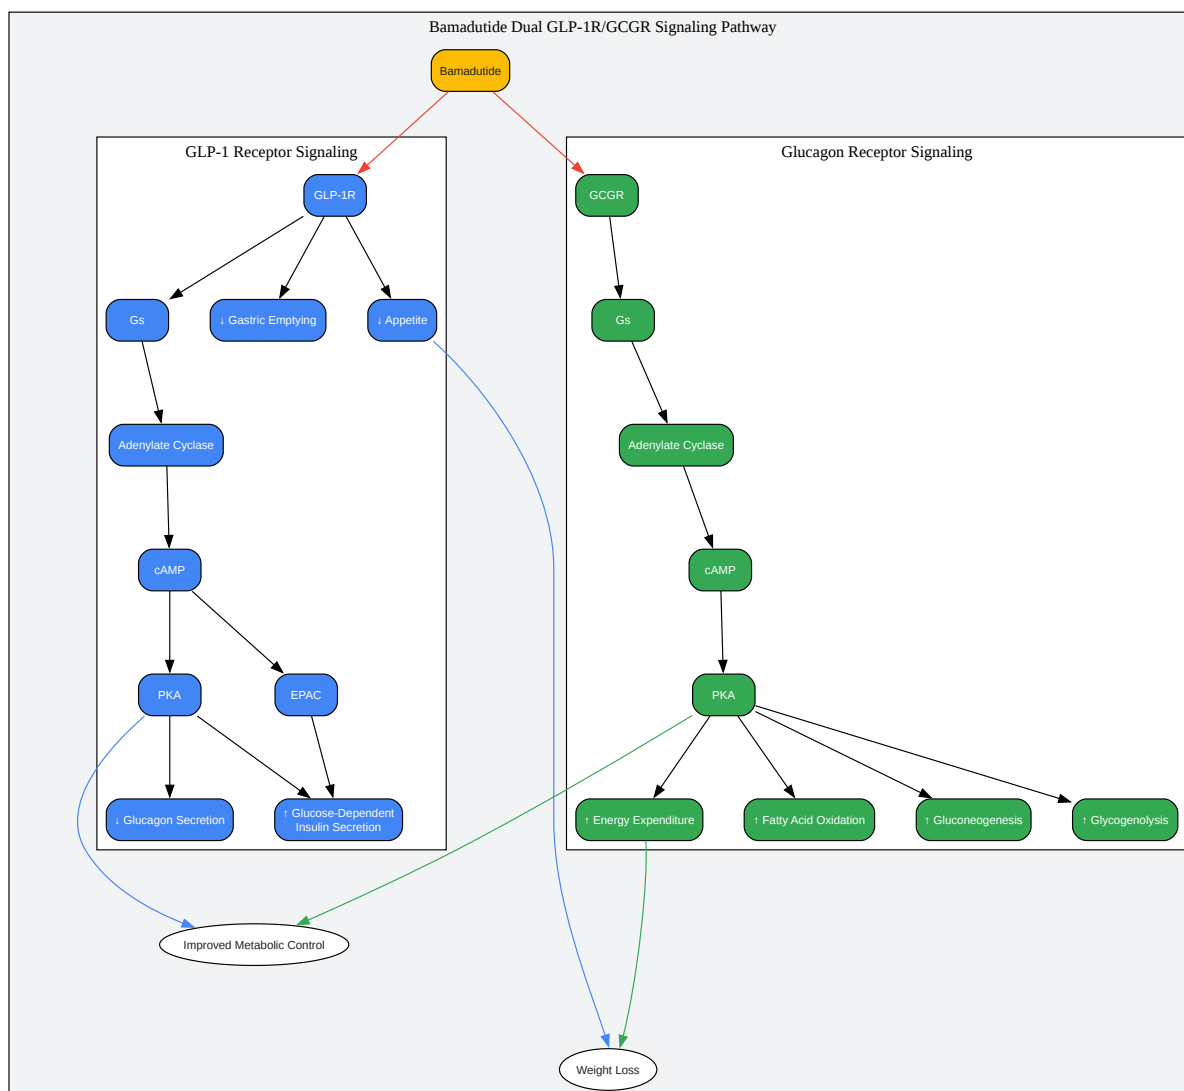 Bamadutide Dual GLP-1R/GCGR Signaling Pathway
Bamadutide
GLP-1 Receptor Signaling
Glucagon Receptor Signaling
GLP-1R
GCGR
Gs
↓ Gastric Emptying
↓ Appetite
Gs
Adenylate Cyclase
Adenylate Cyclase
cAMP
cAMP
PKA
EPAC
PKA
↓ Glucagon Secretion
↑ Glucose-Dependent
Insulin Secretion
↑ Energy Expenditure
↑ Fatty Acid Oxidation
↑ Gluconeogenesis
↑ Glycogenolysis
Improved Metabolic Control
Weight Loss